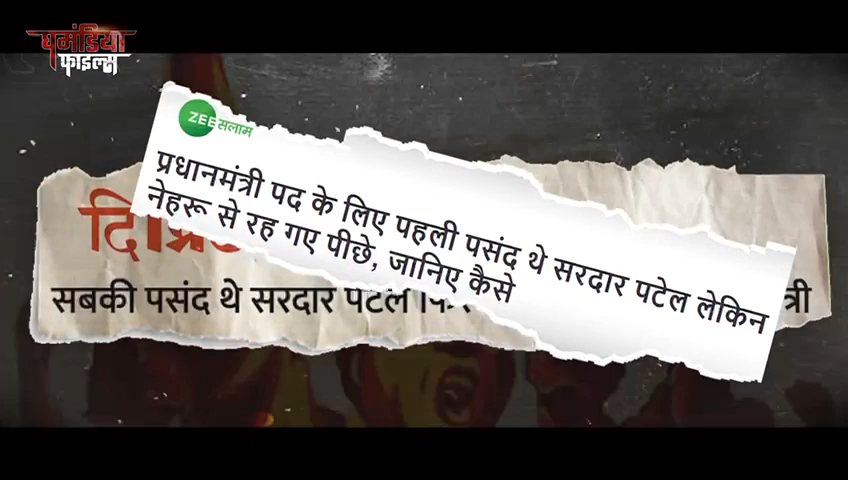 घमंडिया
फाइल्स
ZEE सलाम
प्रधानमंत्री पद के लिए पहली पसंद थे सरदार पटेल लेकिन
नेहरू से रह गए पीछे, जानिए कैसे
सबकी पसंद थे सरदार पटेल